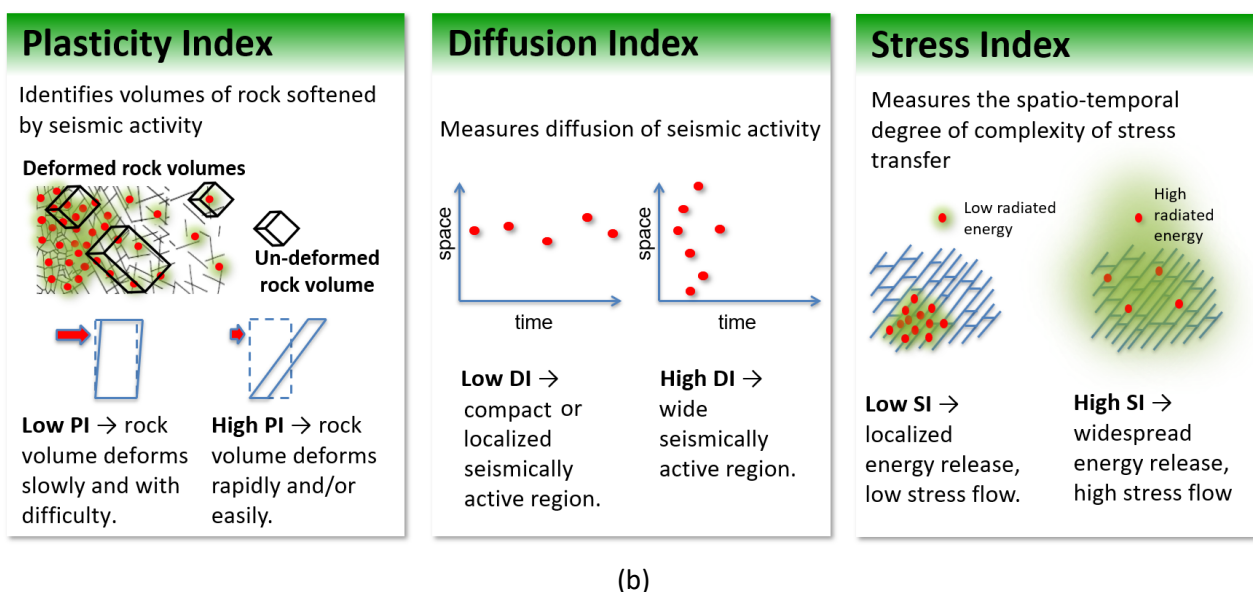 Plasticity Index
Identifies volumes of rock softened
by seismic activity
Deformed rock volumes
Un-deformed
rock volume
Low PI → rock
volume deforms
slowly and with
difficulty.
High PI → rock
volume deforms
rapidly and/or
easily.
Diffusion Index
Measures diffusion of seismic activity
space
time
space
time
Low DI →
compact or
localized
seismically
active region.
High DI →
wide
seismically
active region.
Stress Index
Measures the spatio-temporal
degree of complexity of stress
transfer
Low radiated
energy
High
radiated
energy
Low SI →
localized
energy release,
low stress flow.
High SI →
widespread
energy release,
high stress flow
(b)